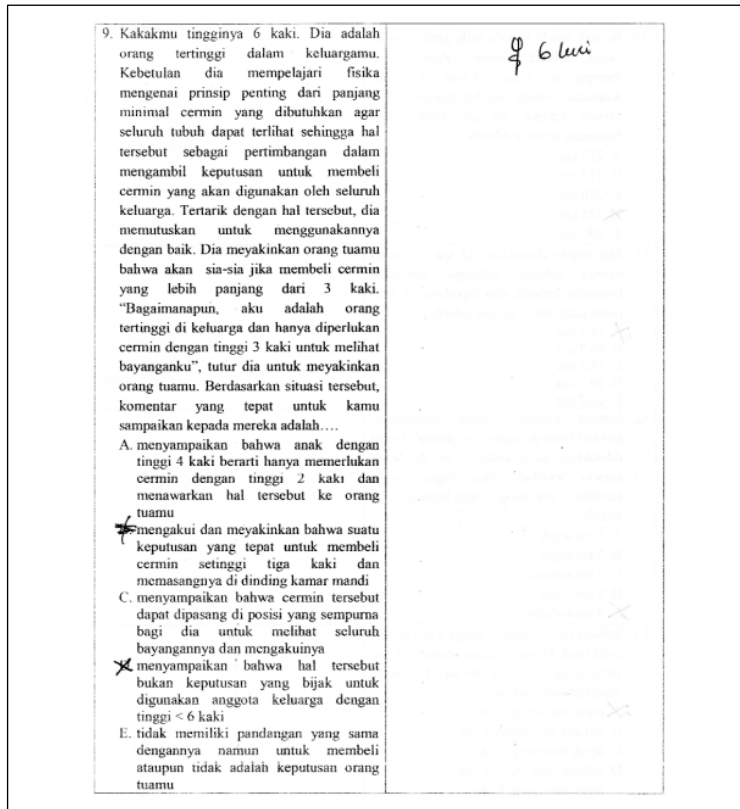 9. Kakakmu tingginya 6 kaki. Dia adalah
orang tertinggi dalam keluargamu.
Kebetulan dia mempelajari fisika
mengenai prinsip penting dari panjang
minimal cermin yang dibutuhkan agar
seluruh tubuh dapat terlihat sehingga hal
tersebut sebagai pertimbangan dalam
mengambil keputusan untuk membeli
cermin yang akan digunakan oleh seluruh
keluarga. Tertarik dengan hal tersebut, dia
memutuskan untuk menggunakannya
dengan baik. Dia meyakinkan orang tuamu
bahwa akan sia-sia jika membeli cermin
yang lebih panjang dari 3 kaki.
“Bagaimanapun, aku adalah orang
tertinggi di keluarga dan hanya diperlukan
cermin dengan tinggi 3 kaki untuk melihat
bayanganku”, tutur dia untuk meyakinkan
orang tuamu. Berdasarkan situasi tersebut,
komentar yang tepat untuk kamu
sampaikan kepada mereka adalah….
A. menyampaikan bahwa anak dengan
tinggi 4 kaki berarti hanya memerlukan
cermin dengan tinggi 2 kaki dan
menawarkan hal tersebut ke orang
tuamu
mengakui dan meyakinkan bahwa suatu
keputusan yang tepat untuk membeli
cermin setinggi tiga kaki dan
memasangnya di dinding kamar mandi
C. menyampaikan bahwa cermin tersebut
dapat dipasang di posisi yang sempurna
bagi dia untuk melihat seluruh
bayangannya dan mengakuinya
menyampaikan bahwa hal tersebut
bukan keputusan yang bijak untuk
digunakan anggota keluarga dengan
tinggi < 6 kaki
E. tidak memiliki pandangan yang sama
dengannya namun untuk membeli
ataupun tidak adalah keputusan orang
tuamu
6